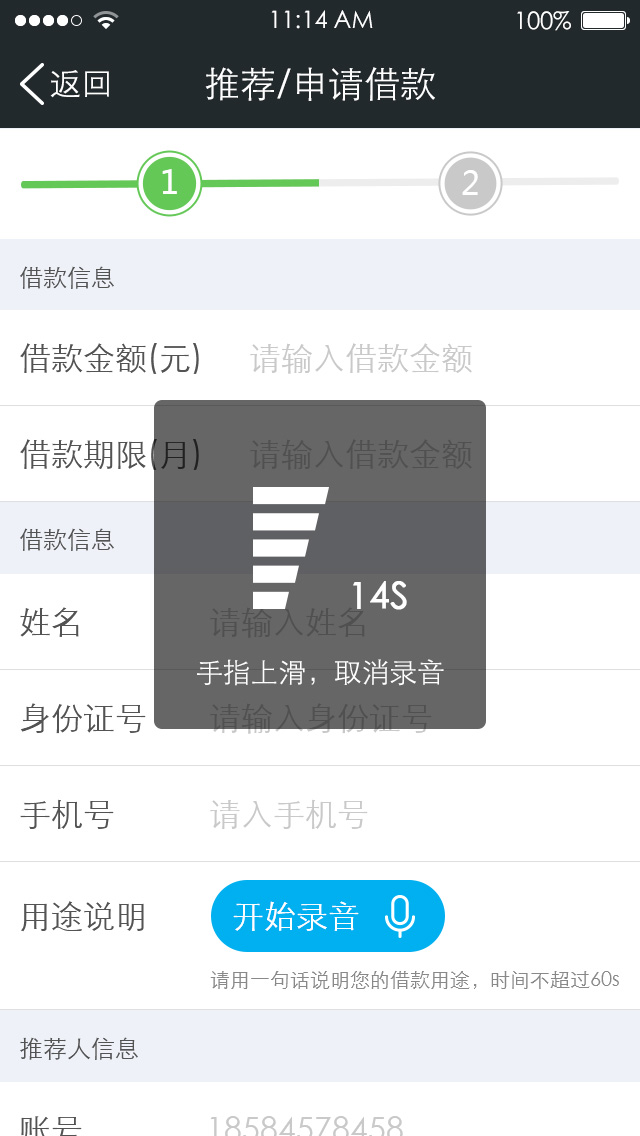 11:14 AM 100%
返回 推荐/申请借款
1 2
借款信息
借款金额(元) 请输入借款金额
借款期限(月) 请输入借款金额
借款信息
14S
姓名 请输入姓名
手指上滑，取消录音
身份证号 请输入身份证号
手机号 请入手机号
用途说明 开始录音
请用一句话说明您的借款用途，时间不超过60s
推荐人信息
账号 18584578458